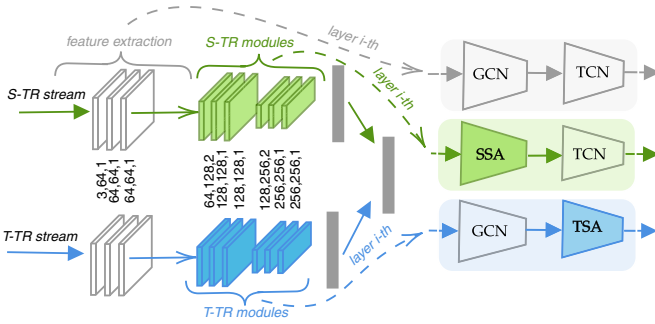 feature extraction
S-TR modules
layer i-th
GCN
TCN
S-TR stream
layer i-th
SSA
TCN
3,64,1
64,64,1
64,64,1
64,128,2
128,128,1
128,128,1
128,256,2
256,256,1
256,256,1
T-TR stream
layer i-th
GCN
TSA
T-TR modules